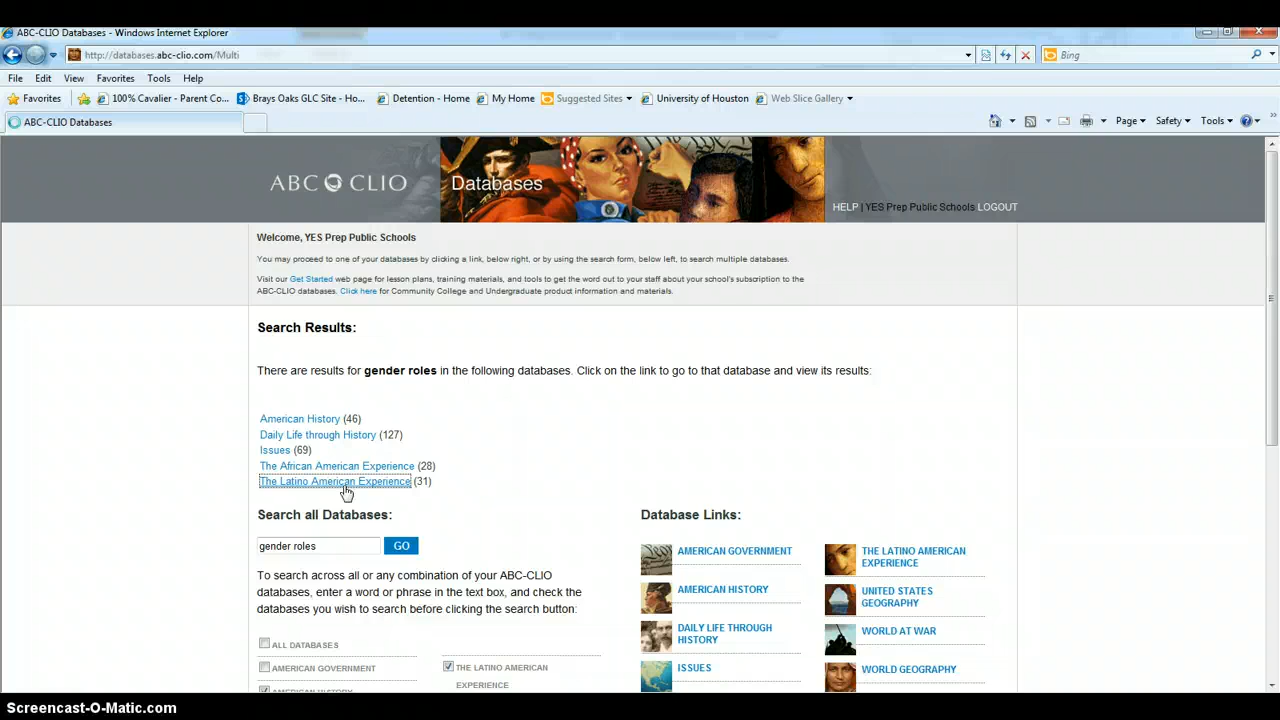 ABC-CLIO Databases - Windows Internet Explorer
http://databases.abc-clio.com/Multi
Bing
File Edit View Favorites Tools Help
Favorites 100% Cavalier - Parent Co... Brays Oaks GLC Site - Ho... Detention - Home My Home Suggested Sites University of Houston Web Slice Gallery
ABC-CLIO Databases
Page Safety Tools
ABC CLIO
Databases
HELP | YES Prep Public Schools LOGOUT
Welcome, YES Prep Public Schools
You may proceed to one of your databases by clicking a link, below right, or by using the search form, below left, to search multiple databases.
Visit our Get Started web page for lesson plans, training materials, and tools to get the word out to your staff about your school's subscription to the
ABC-CLIO databases. Click here for Community College and Undergraduate product information and materials.
Search Results:
There are results for gender roles in the following databases. Click on the link to go to that database and view its results:
American History (46)
Daily Life through History (127)
Issues (69)
The African American Experience (28)
The Latino American Experience (31)
Search all Databases:
gender roles GO
To search across all or any combination of your ABC-CLIO
databases, enter a word or phrase in the text box, and check the
databases you wish to search before clicking the search button:
ALL DATABASES
AMERICAN GOVERNMENT
AMERICAN HISTORY
THE LATINO AMERICAN
EXPERIENCE
Database Links:
AMERICAN GOVERNMENT
AMERICAN HISTORY
DAILY LIFE THROUGH
HISTORY
ISSUES
THE LATINO AMERICAN
EXPERIENCE
UNITED STATES
GEOGRAPHY
WORLD AT WAR
WORLD GEOGRAPHY
Screencast-O-Matic.com